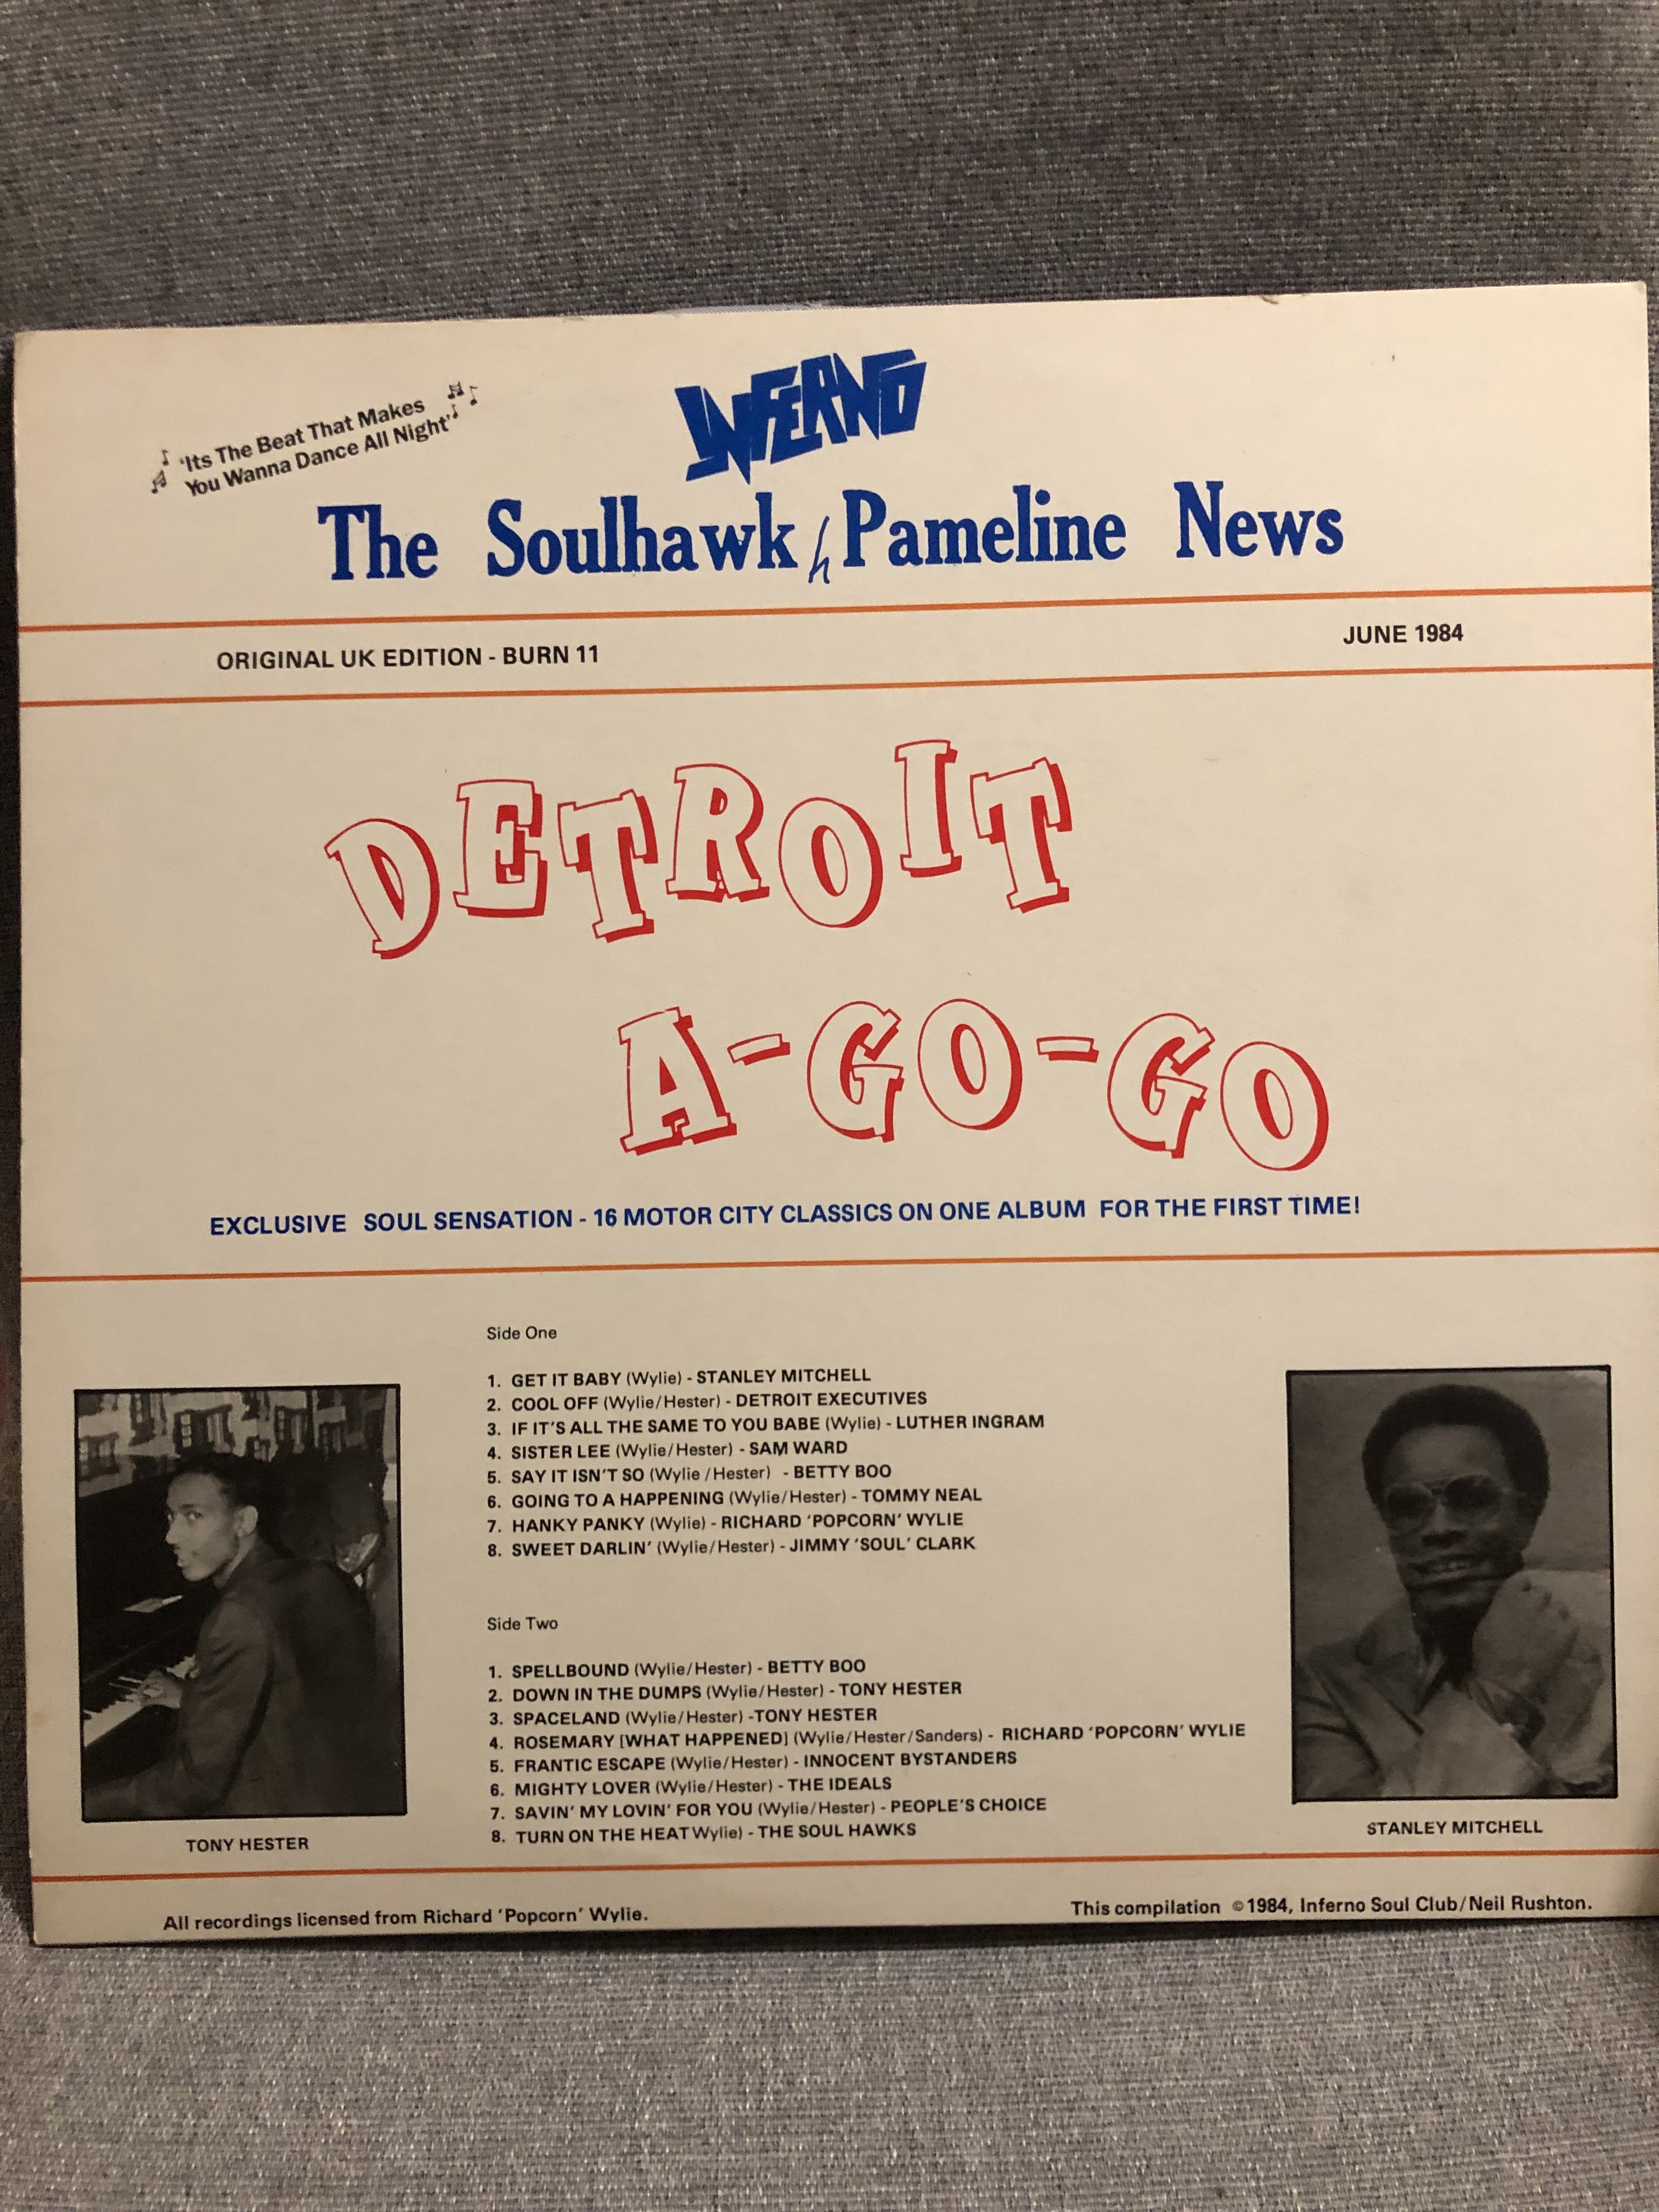 'Its The Beat That Makes
You Wanna Dance All Night'
INFERNO
The Soulhawk / Pameline News
ORIGINAL UK EDITION - BURN 11
JUNE 1984
DETROIT
A-GO-GO
EXCLUSIVE SOUL SENSATION - 16 MOTOR CITY CLASSICS ON ONE ALBUM FOR THE FIRST TIME!
Side One
1. GET IT BABY (Wylie) - STANLEY MITCHELL
2. COOL OFF (Wylie/Hester) - DETROIT EXECUTIVES
3. IF IT'S ALL THE SAME TO YOU BABE (Wylie) - LUTHER INGRAM
4. SISTER LEE (Wylie/Hester) - SAM WARD
5. SAY IT ISN'T SO (Wylie /Hester) - BETTY BOO
6. GOING TO A HAPPENING (Wylie/Hester) - TOMMY NEAL
7. HANKY PANKY (Wylie) - RICHARD 'POPCORN' WYLIE
8. SWEET DARLIN' (Wylie/Hester) - JIMMY 'SOUL' CLARK
Side Two
1. SPELLBOUND (Wylie/Hester) - BETTY BOO
2. DOWN IN THE DUMPS (Wylie/Hester) - TONY HESTER
3. SPACELAND (Wylie/Hester) -TONY HESTER
4. ROSEMARY [WHAT HAPPENED] (Wylie/Hester/Sanders) - RICHARD 'POPCORN' WYLIE
5. FRANTIC ESCAPE (Wylie/Hester) - INNOCENT BYSTANDERS
6. MIGHTY LOVER (Wylie/Hester) - THE IDEALS
7. SAVIN' MY LOVIN' FOR YOU (Wylie/Hester) - PEOPLE'S CHOICE
8. TURN ON THE HEAT Wylie) - THE SOUL HAWKS
TONY HESTER
STANLEY MITCHELL
All recordings licensed from Richard 'Popcorn' Wylie.
This compilation ©1984, Inferno Soul Club/Neil Rushton.